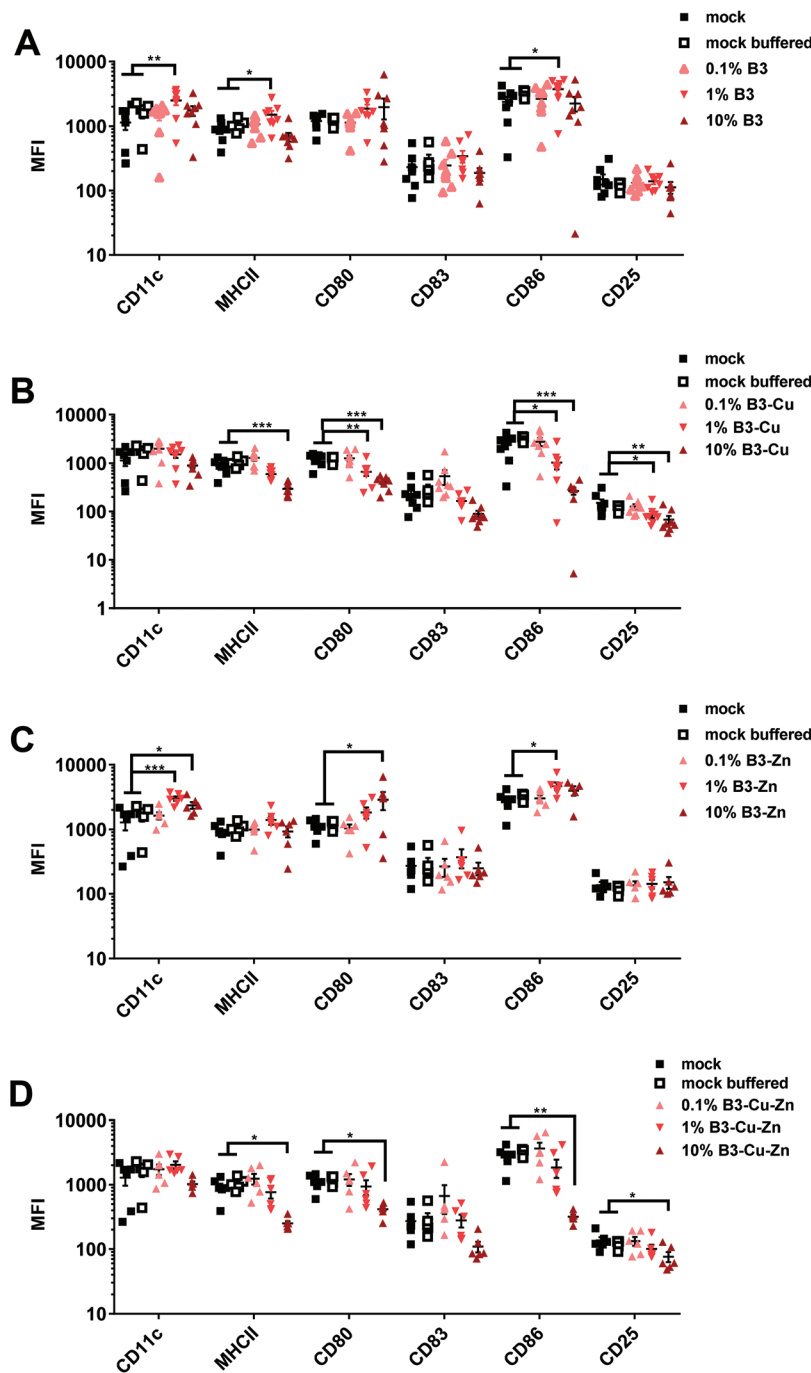 A
mock
mock buffered
0.1% B3
1% B3
10% B3
MFI
10000
1000
100
10
**
*
*
CD11c
MHCII
CD80
CD83
CD86
CD25
B
mock
mock buffered
0.1% B3-Cu
1% B3-Cu
10% B3-Cu
MFI
10000
1000
100
10
1
***
***
**
***
*
**
*
CD11c
MHCII
CD80
CD83
CD86
CD25
C
mock
mock buffered
0.1% B3-Zn
1% B3-Zn
10% B3-Zn
MFI
10000
1000
100
10
*
***
*
*
CD11c
MHCII
CD80
CD83
CD86
CD25
D
mock
mock buffered
0.1% B3-Cu-Zn
1% B3-Cu-Zn
10% B3-Cu-Zn
MFI
10000
1000
100
10
*
*
**
*
CD11c
MHCII
CD80
CD83
CD86
CD25